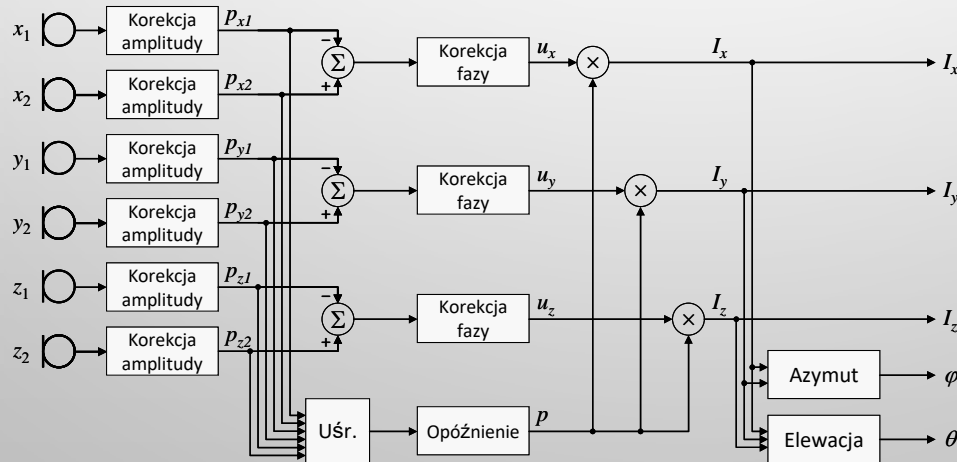 x1 Korekcja amplitudy px1
x2 Korekcja amplitudy px2
y1 Korekcja amplitudy py1
y2 Korekcja amplitudy py2
z1 Korekcja amplitudy pz1
z2 Korekcja amplitudy pz2
− Σ +
− Σ +
− Σ +
Korekcja fazy ux × Ix Ix
Korekcja fazy uy × Iy Iy
Korekcja fazy uz × Iz Iz
Azymut φ
Uśr. Opóźnienie p
Elewacja θ